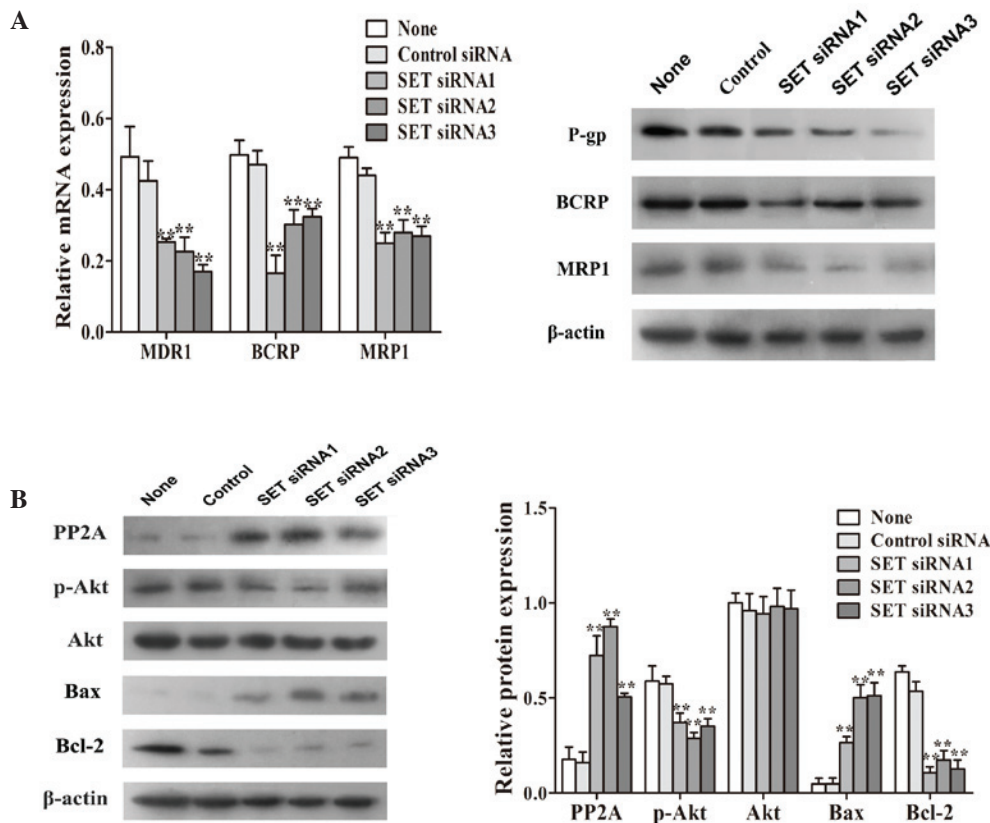 A
Relative mRNA expression
0.8
0.6
0.4
0.2
0.0
None
Control siRNA
SET siRNA1
SET siRNA2
SET siRNA3
** ** **
** ** **
** ** **
MDR1 BCRP MRP1
None Control SET siRNA1 SET siRNA2 SET siRNA3
P-gp
BCRP
MRP1
β-actin
B
None Control SET siRNA1 SET siRNA2 SET siRNA3
PP2A
p-Akt
Akt
Bax
Bcl-2
β-actin
Relative protein expression
1.5
1.0
0.5
0.0
None
Control siRNA
SET siRNA1
SET siRNA2
SET siRNA3
** ** **
** ** **
** ** **
** ** **
PP2A p-Akt Akt Bax Bcl-2